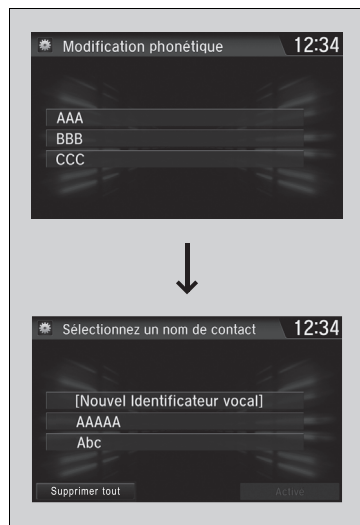 Modification phonétique 12:34
AAA
BBB
CCC
Sélectionnez un nom de contact 12:34
[Nouvel Identificateur vocal]
AAAAA
Abc
Supprimer tout Activé